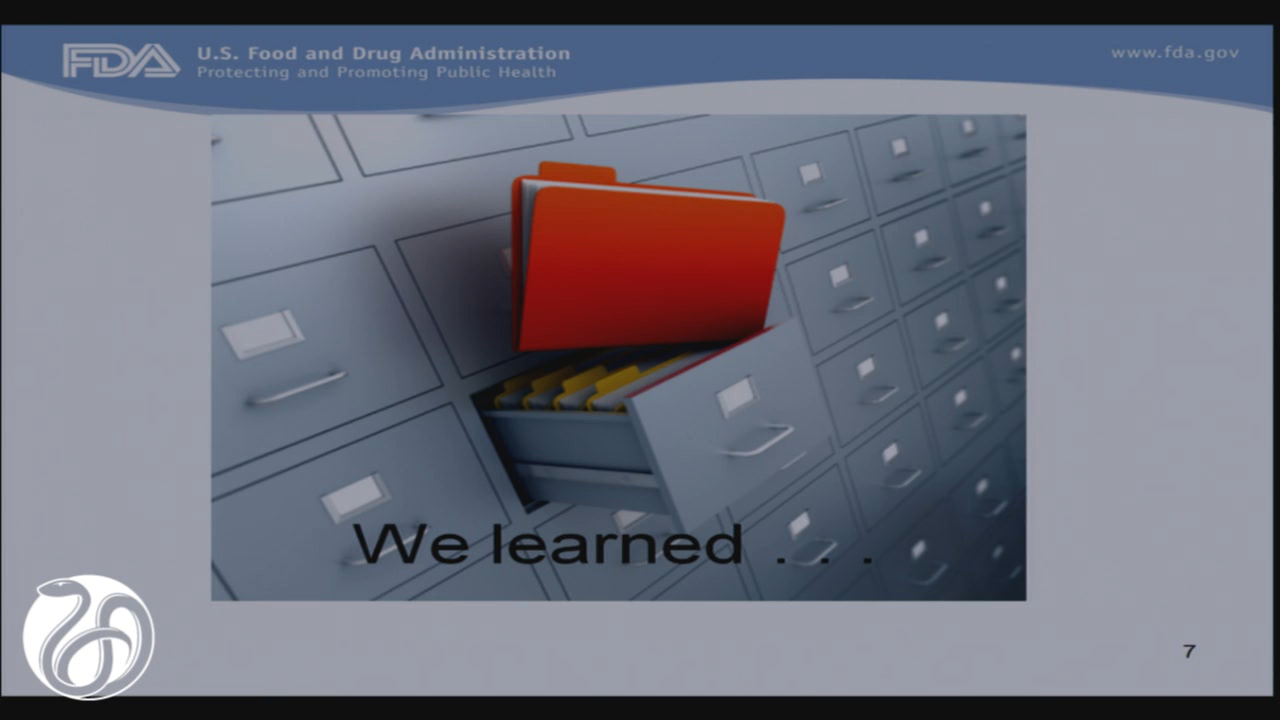 FDA
U.S. Food and Drug Administration
Protecting and Promoting Public Health
www.fda.gov
We learned . . .
7